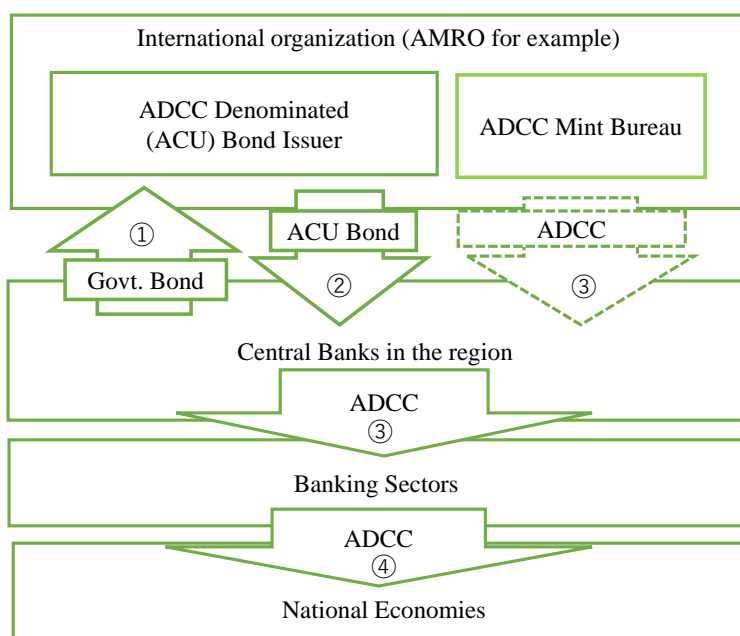 International organization (AMRO for example)
ADCC Denominated
(ACU) Bond Issuer
ADCC Mint Bureau
①
Govt. Bond
ACU Bond
②
ADCC
③
Central Banks in the region
ADCC
③
Banking Sectors
ADCC
④
National Economies